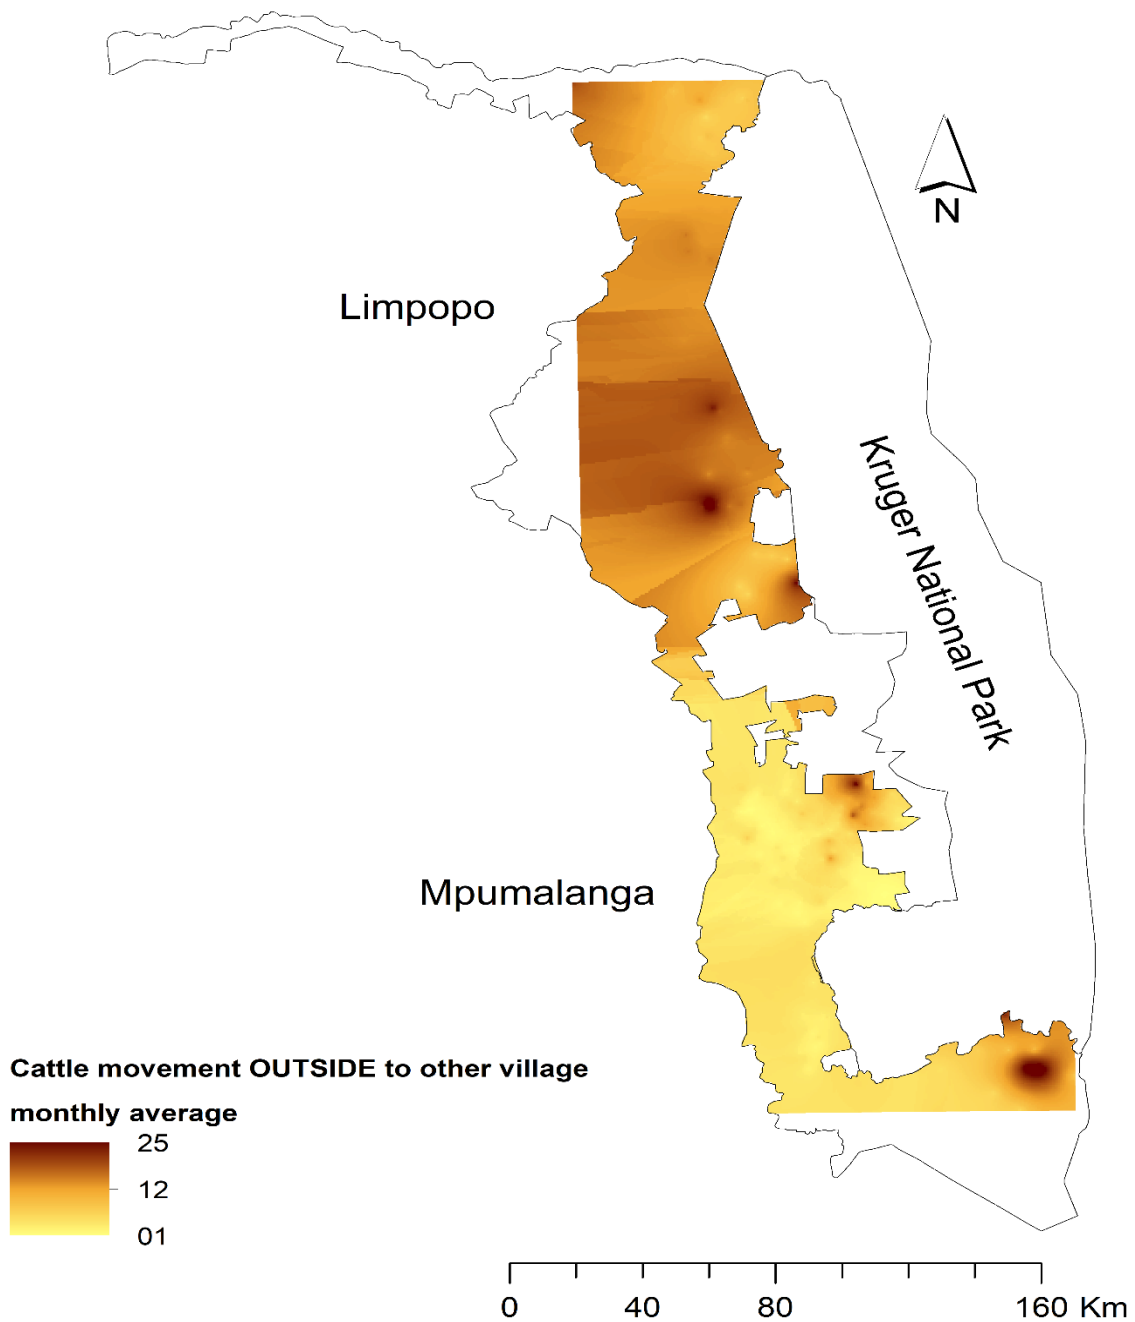 N
Limpopo
Kruger National Park
Mpumalanga
Cattle movement OUTSIDE to other village
monthly average
25
12
01
0 40 80 160 Km